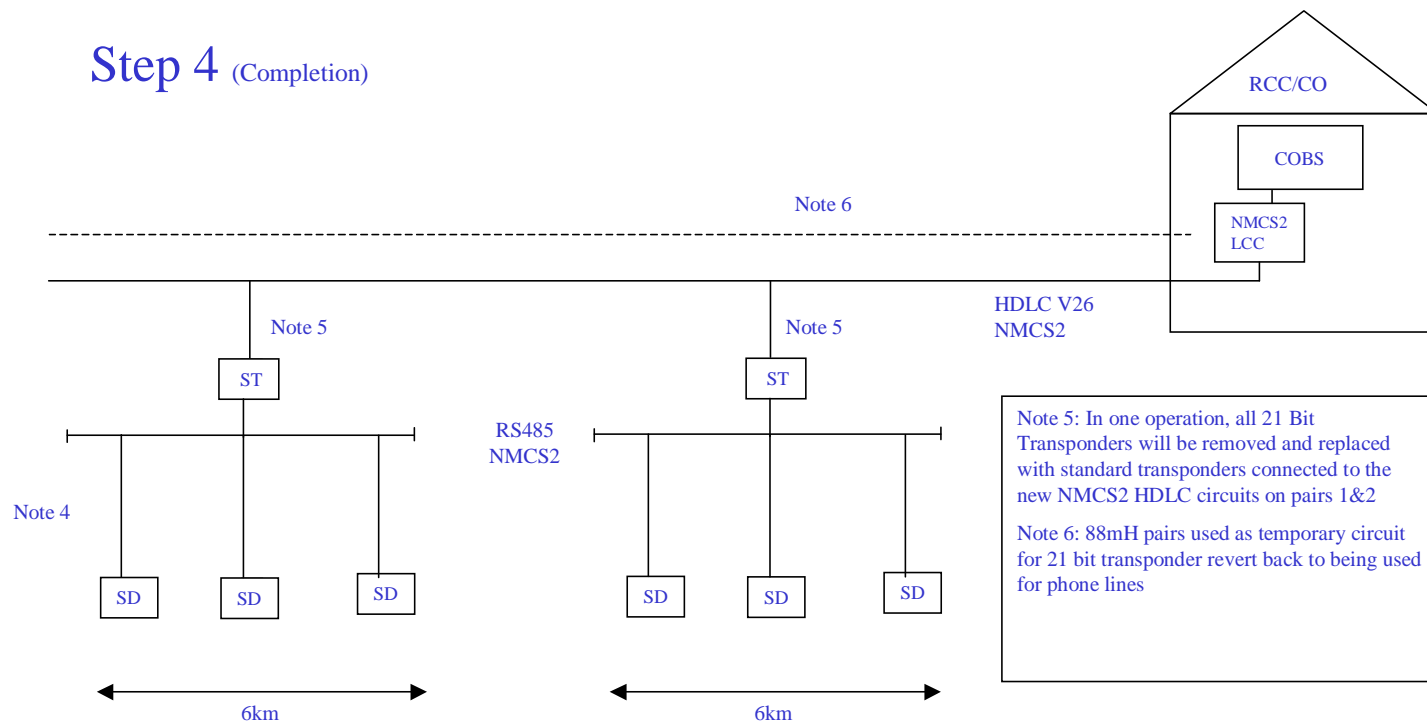 Step 4 (Completion)
RCC/CO
COBS
NMCS2
LCC
Note 6
HDLC V26
NMCS2
Note 5
Note 5
ST
ST
RS485
NMCS2
Note 4
SD
SD
SD
SD
SD
SD
6km
6km
Note 5: In one operation, all 21 Bit
Transponders will be removed and replaced
with standard transponders connected to the
new NMCS2 HDLC circuits on pairs 1&2
Note 6: 88mH pairs used as temporary circuit
for 21 bit transponder revert back to being used
for phone lines